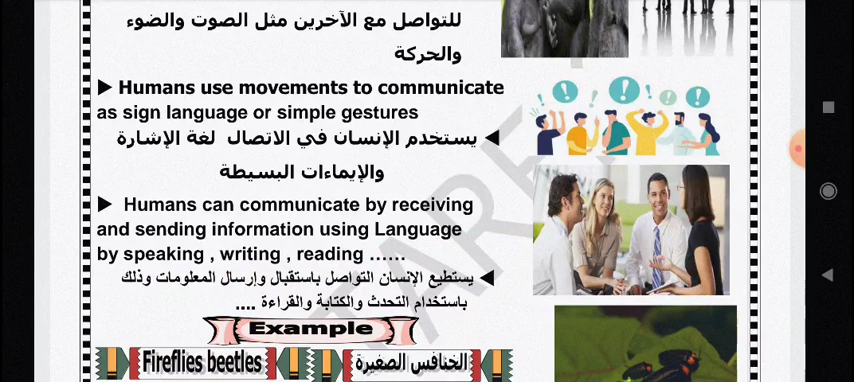 للتواصل مع الآخرين مثل الصوت والضوء
والحركة
► Humans use movements to communicate
as sign language or simple gestures
◄ يستخدم الإنسان في الاتصال لغة الإشارة
والإيماءات البسيطة
► Humans can communicate by receiving
and sending information using Language
by speaking , writing , reading ……
◄ يستطيع الإنسان التواصل باستقبال وإرسال المعلومات وذلك
باستخدام التحدث والكتابة والقراءة ....
Example
Fireflies beetles
الخنافس الصغيرة